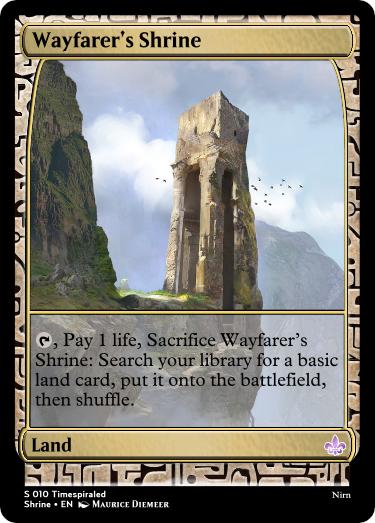 Wayfarer's Shrine
, Pay 1 life, Sacrifice Wayfarer's
Shrine: Search your library for a basic
land card, put it onto the battlefield,
then shuffle.
Land
S 010 Timespiraled
Nirn
Shrine • EN Maurice Diemeer